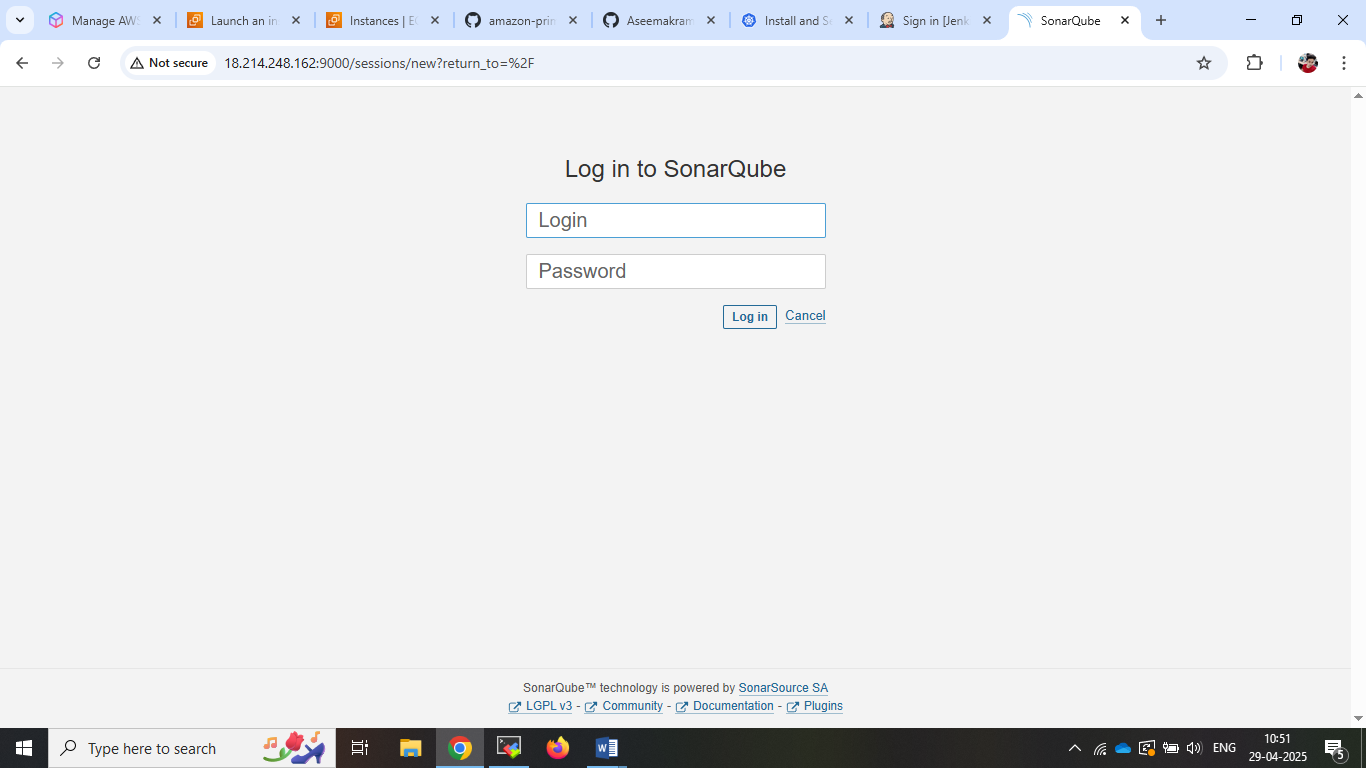 Manage AWS
Launch an in
Instances | EC
amazon-prim
Aseemakram
Install and Se
Sign in [Jenk
SonarQube
Not secure
18.214.248.162:9000/sessions/new?return_to=%2F
Log in to SonarQube
Login
Password
Log in Cancel
SonarQube™ technology is powered by SonarSource SA
LGPL v3 - Community - Documentation - Plugins
Type here to search
ENG
10:51
29-04-2025
5